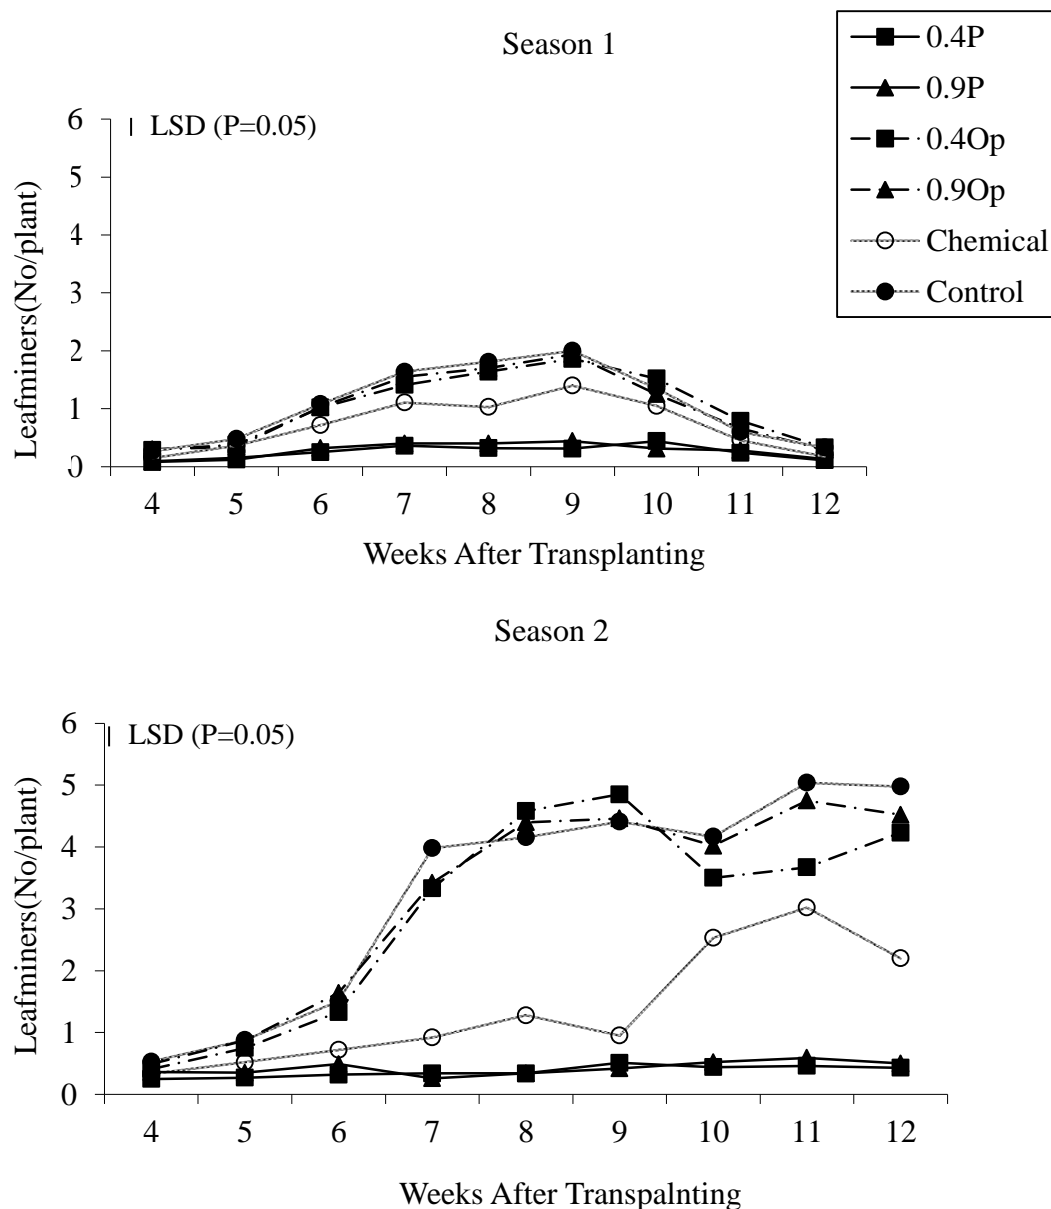 Season 1
0.4P
0.9P
0.4Op
0.9Op
Chemical
Control
LSD (P=0.05)
Leafminers(No/plant)
6
5
4
3
2
1
0
4 5 6 7 8 9 10 11 12
Weeks After Transplanting
Season 2
LSD (P=0.05)
Leafminers(No/plant)
6
5
4
3
2
1
0
4 5 6 7 8 9 10 11 12
Weeks After Transpalnting